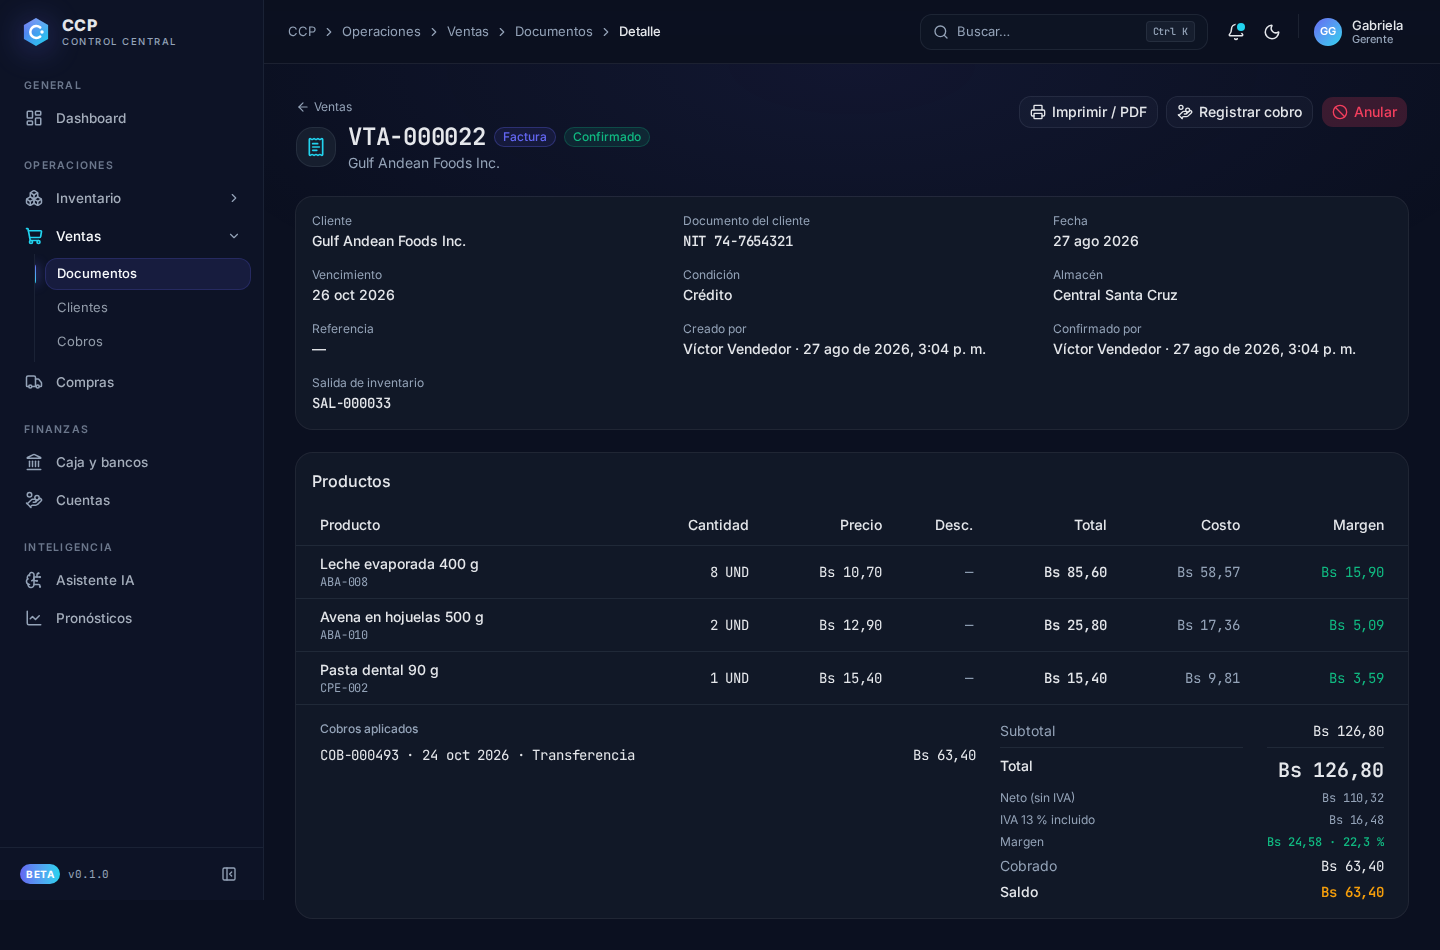 CCP
CONTROL CENTRAL
CCP > Operaciones > Ventas > Documentos > Detalle
Buscar...
Ctrl K
GG
Gabriela
Gerente
GENERAL
Dashboard
OPERACIONES
Inventario
Ventas
Documentos
Clientes
Cobros
Compras
FINANZAS
Caja y bancos
Cuentas
INTELIGENCIA
Asistente IA
Pronósticos
BETA v0.1.0
← Ventas
VTA-000022 Factura Confirmado
Gulf Andean Foods Inc.
Imprimir / PDF
Registrar cobro
Anular
Cliente
Gulf Andean Foods Inc.
Documento del cliente
NIT 74-7654321
Fecha
27 ago 2026
Vencimiento
26 oct 2026
Condición
Crédito
Almacén
Central Santa Cruz
Referencia
—
Creado por
Víctor Vendedor · 27 ago de 2026, 3:04 p. m.
Confirmado por
Víctor Vendedor · 27 ago de 2026, 3:04 p. m.
Salida de inventario
SAL-000033
Productos
Producto Cantidad Precio Desc. Total Costo Margen
Leche evaporada 400 g
ABA-008
8 UND Bs 10,70 — Bs 85,60 Bs 58,57 Bs 15,90
Avena en hojuelas 500 g
ABA-010
2 UND Bs 12,90 — Bs 25,80 Bs 17,36 Bs 5,09
Pasta dental 90 g
CPE-002
1 UND Bs 15,40 — Bs 15,40 Bs 9,81 Bs 3,59
Cobros aplicados
COB-000493 · 24 oct 2026 · Transferencia Bs 63,40
Subtotal Bs 126,80
Total Bs 126,80
Neto (sin IVA) Bs 110,32
IVA 13 % incluido Bs 16,48
Margen Bs 24,58 · 22,3 %
Cobrado Bs 63,40
Saldo Bs 63,40